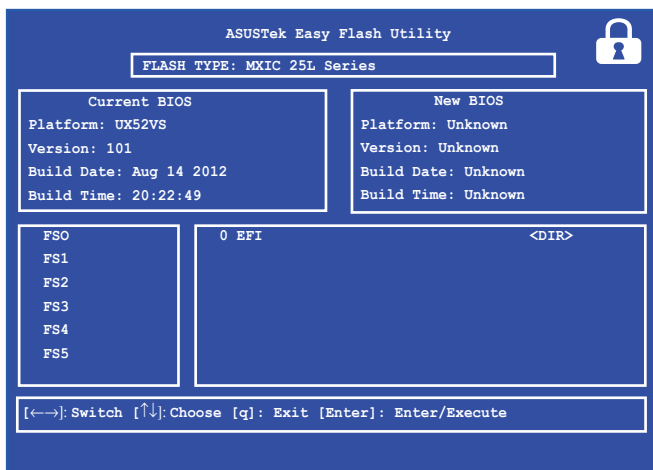 ASUSTek Easy Flash Utility
FLASH TYPE: MXIC 25L Series
Current BIOS
Platform: UX52VS
Version: 101
Build Date: Aug 14 2012
Build Time: 20:22:49
New BIOS
Platform: Unknown
Version: Unknown
Build Date: Unknown
Build Time: Unknown
FSO
FS1
FS2
FS3
FS4
FS5
0 EFI <DIR>
[←→]: Switch [↑↓]: Choose [q]: Exit [Enter]: Enter/Execute